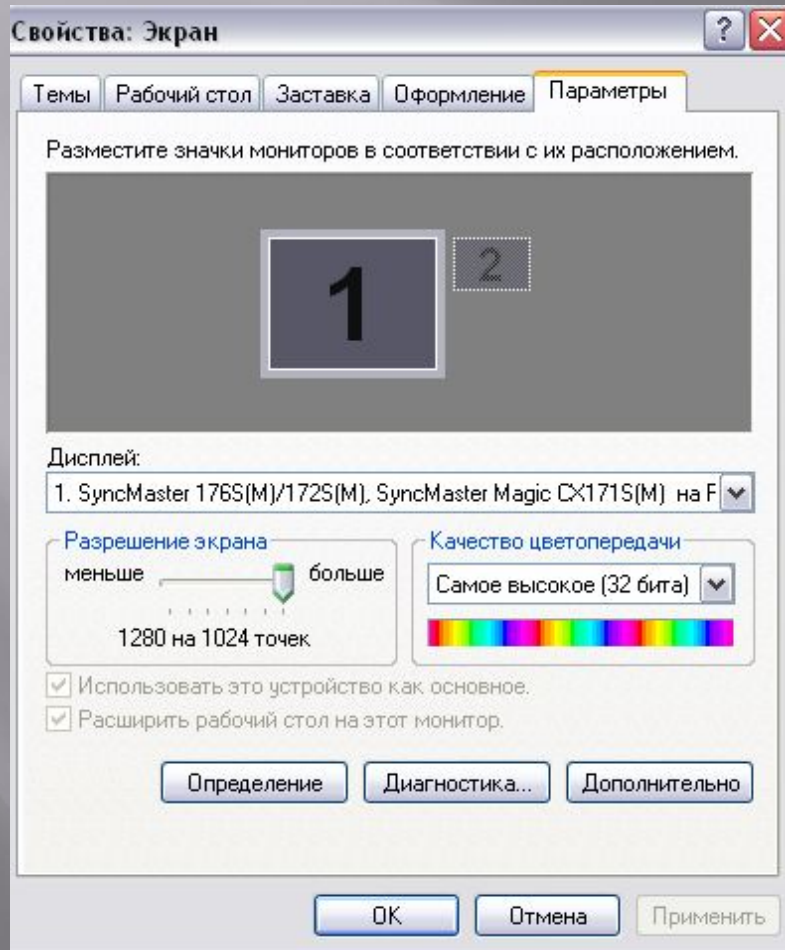 Свойства: Экран
Темы Рабочий стол Заставка Оформление Параметры
Разместите значки мониторов в соответствии с их расположением.
1 2
Дисплей:
1. SyncMaster 176S(M)/172S(M), SyncMaster Magic CX171S(M) на F
Разрешение экрана
меньше больше
1280 на 1024 точек
Качество цветопередачи
Самое высокое (32 бита)
Использовать это устройство как основное.
Расширить рабочий стол на этот монитор.
Определение Диагностика... Дополнительно
OK Отмена Применить